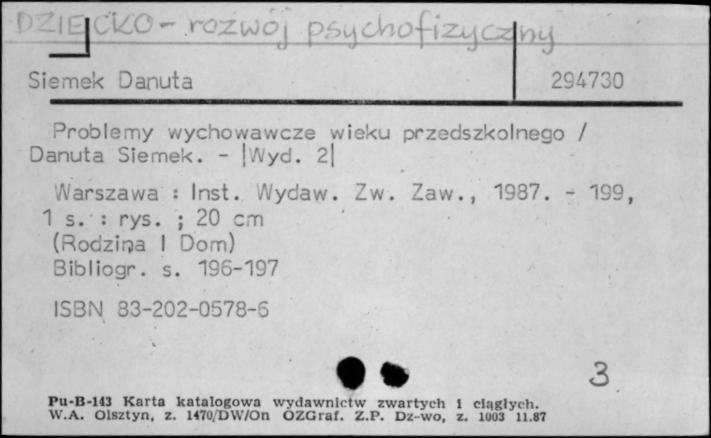 DZIECKO - rozwój psychofizyczny
Siemek Danuta 294730
Problemy wychowawcze wieku przedszkolnego /
Danuta Siemek. - |Wyd. 2|
Warszawa : Inst. Wydaw. Zw. Zaw., 1987. - 199,
1 s. : rys. ; 20 cm
(Rodzina I Dom)
Bibliogr. s. 196-197
ISBN 83-202-0578-6
3
Pu-B-143 Karta katalogowa wydawnictw zwartych i ciągłych.
W.A. Olsztyn, z. 1470/DW/On OZGraf. Z.P. Dz-wo, z. 1003 11.87